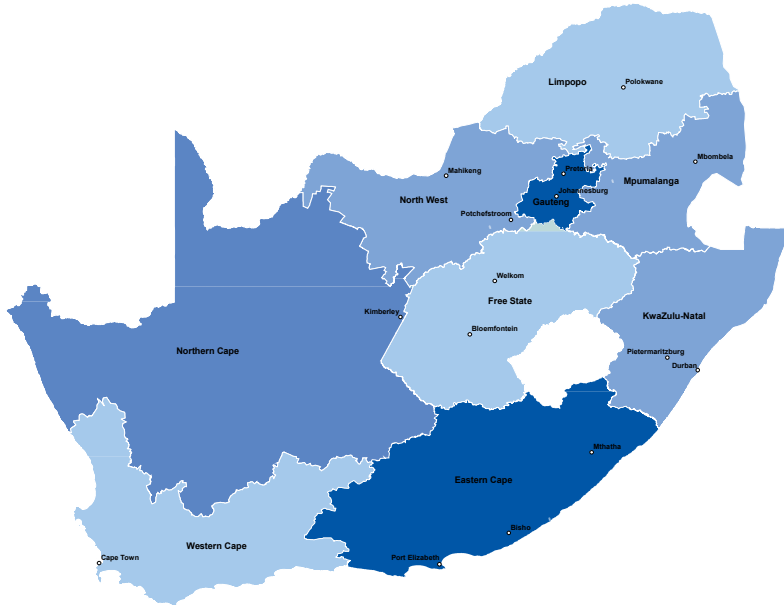 Limpopo
Polokwane
Mbombela
Pretoria
Mahikeng
Mpumalanga
Johannesburg
North West
Gauteng
Potchefstroom
Welkom
Free State
Kimberley
KwaZulu-Natal
Bloemfontein
Northern Cape
Pietermaritzburg
Durban
Mthatha
Eastern Cape
Bisho
Western Cape
Cape Town
Port Elizabeth